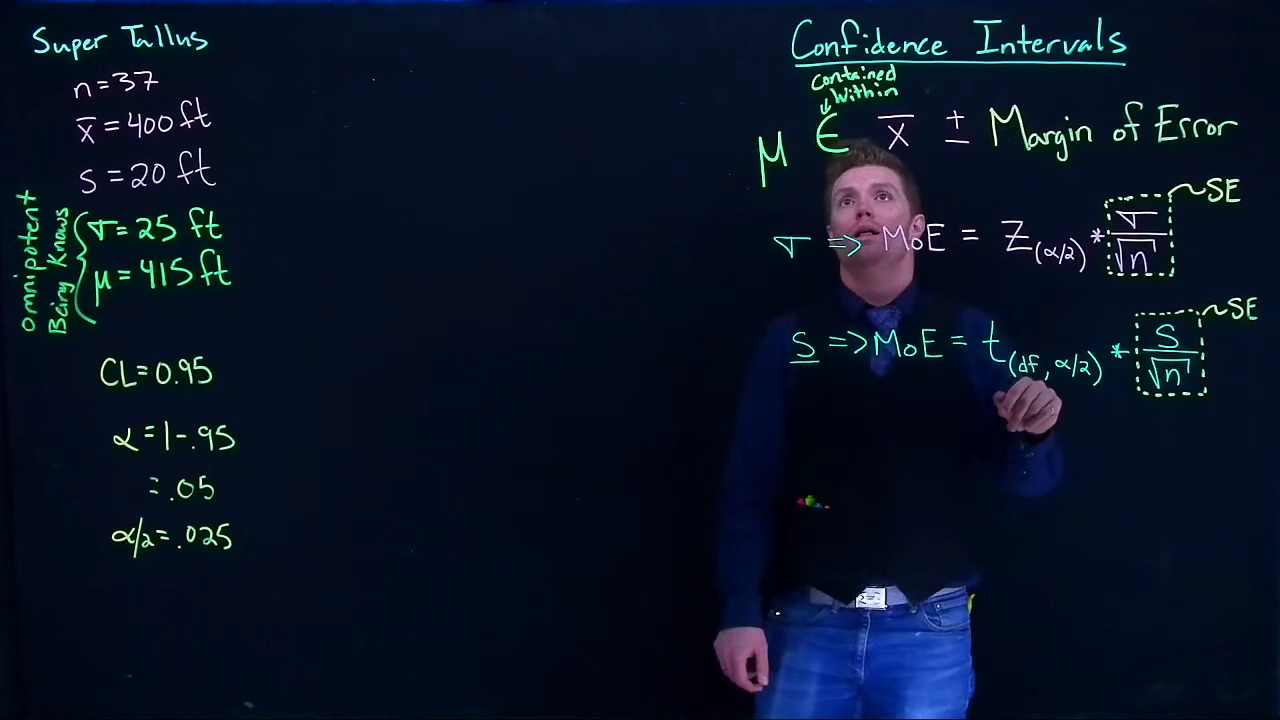 Super Tallus
n = 37
x̄ = 400 ft
s = 20 ft
Omnipotent
Being Knows
σ = 25 ft
μ = 415 ft
CL = 0.95
α = 1 - .95
= .05
α/2 = .025
Confidence Intervals
contained
within
μ ∈ x̄ ± Margin of Error
σ => MoE = Z(α/2) * σ/√n ~SE
s => MoE = t(df, α/2) * s/√n ~SE